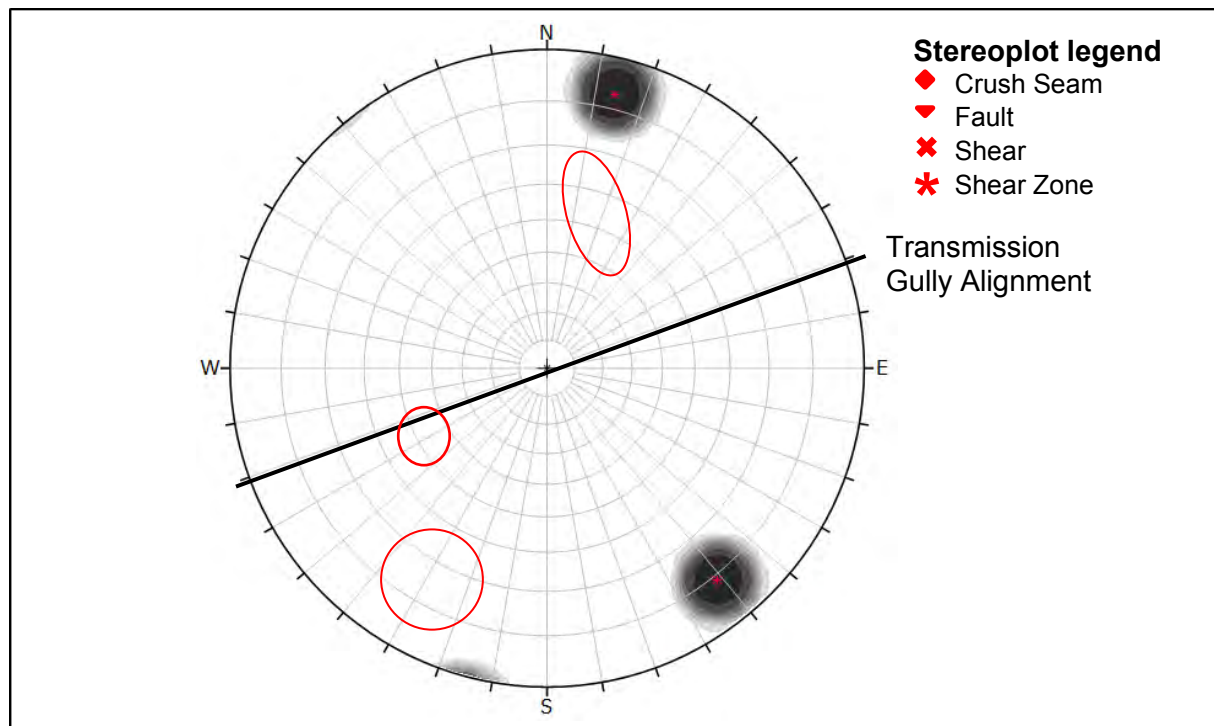 N
Stereoplot legend
Crush Seam
Fault
Shear
Shear Zone
Transmission
Gully Alignment
W
E
S